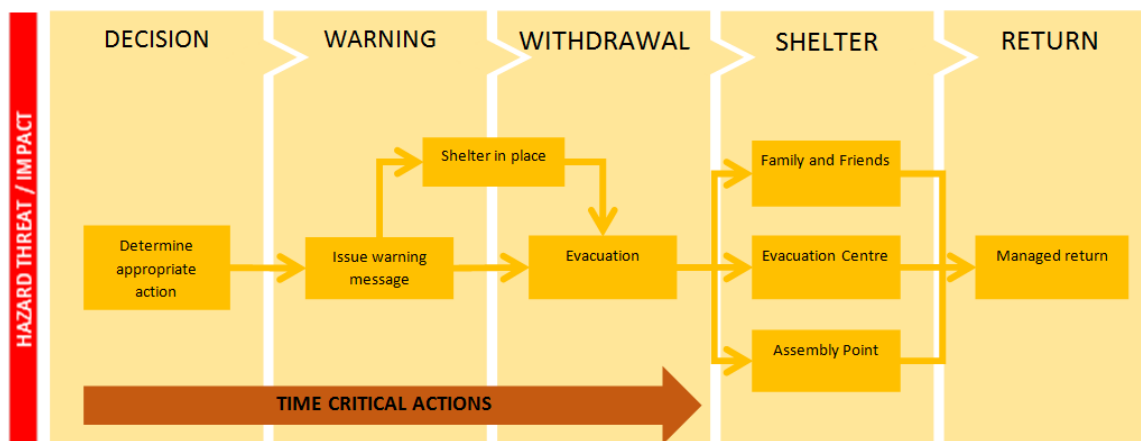 HAZARD THREAT / IMPACT
DECISION
WARNING
WITHDRAWAL
SHELTER
RETURN
Shelter in place
Family and Friends
Determine
appropriate
action
Issue warning
message
Evacuation
Evacuation Centre
Managed return
Assembly Point
TIME CRITICAL ACTIONS